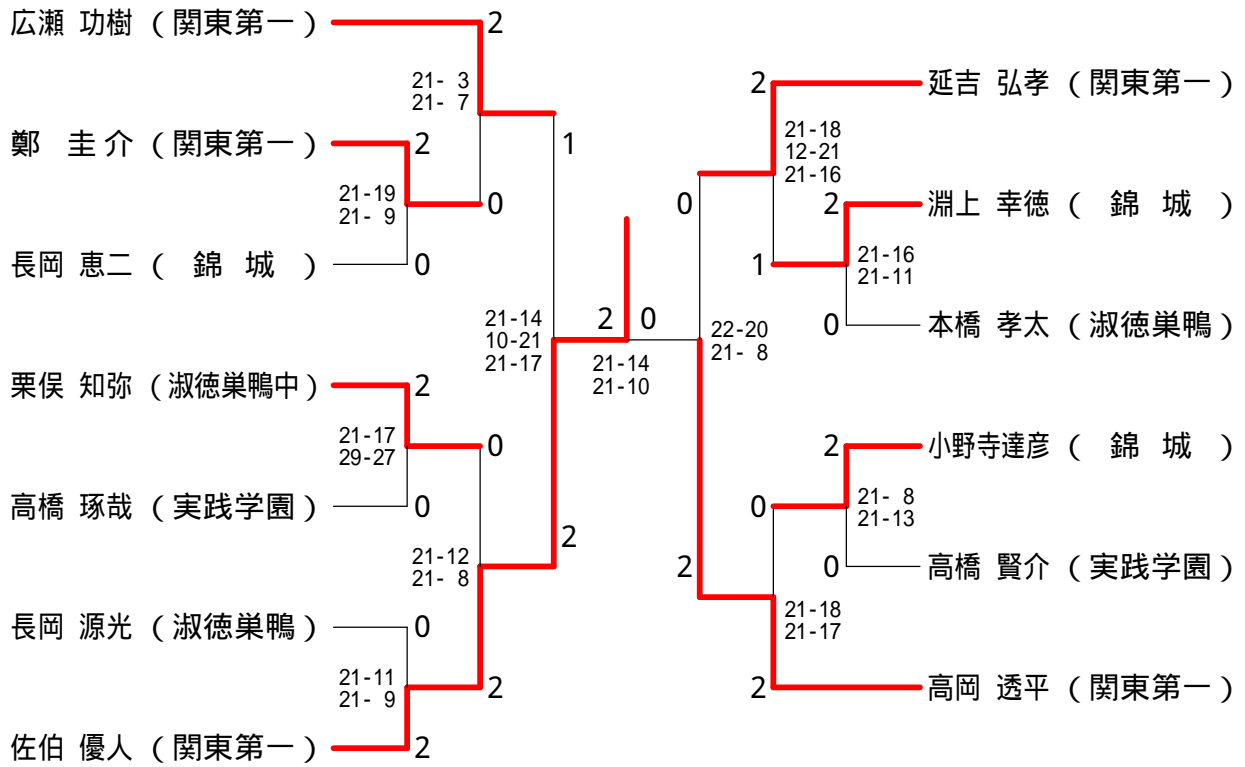 広瀬 功樹 (関東第一) 2
21- 3
21- 7
鄭 圭介 (関東第一) 2
21-19
21- 9
0
長岡 恵二 ( 錦 城 ) 0
1
21-14
10-21
21-17
栗俣 知弥 (淑徳巣鴨中) 2
21-17
29-27
0
高橋 琢哉 (実践学園) 0
21-12
21- 8
2
長岡 源光 (淑徳巣鴨) 0
21-11
21- 9
2
佐伯 優人 (関東第一) 2
2 0
21-14
21-10
2 延吉 弘孝 (関東第一)
21-18
12-21
21-16
0
2 淵上 幸徳 ( 錦 城 )
1
21-16
21-11
0 本橋 孝太 (淑徳巣鴨)
22-20
21- 8
2 小野寺達彦 ( 錦 城 )
0
21- 8
21-13
0 高橋 賢介 (実践学園)
2
21-18
21-17
2 高岡 透平 (関東第一)